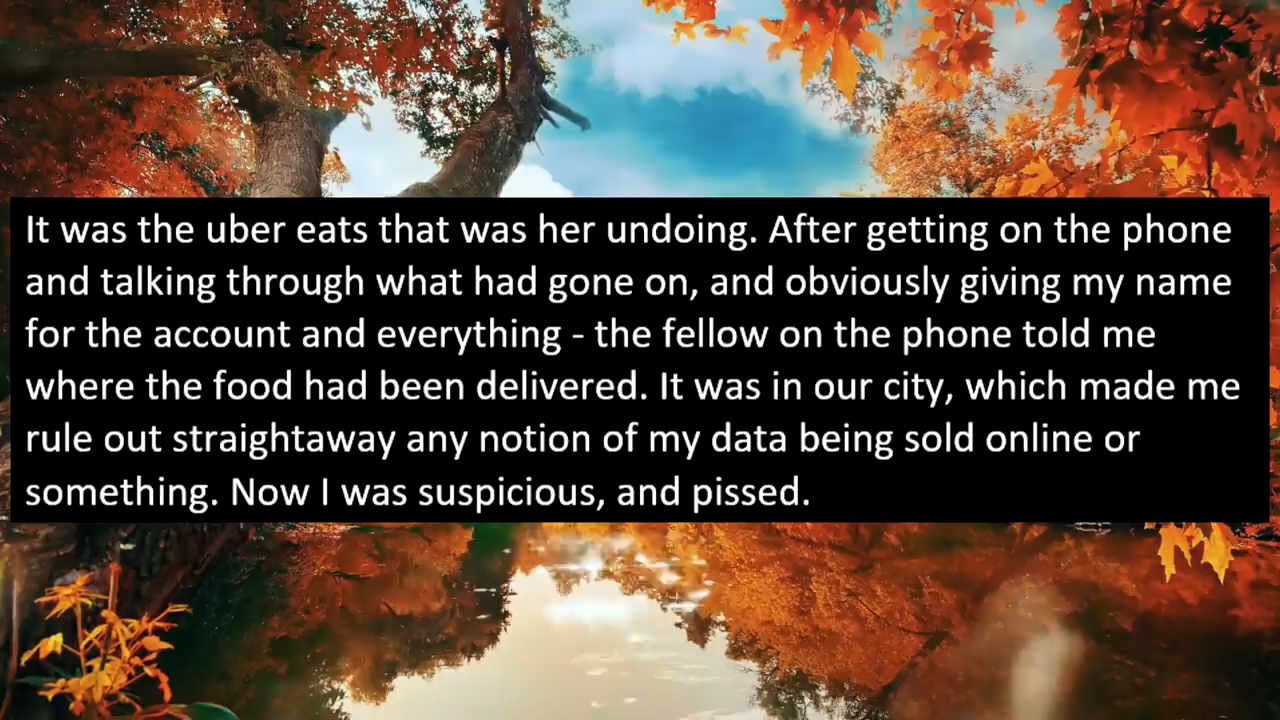 It was the uber eats that was her undoing. After getting on the phone
and talking through what had gone on, and obviously giving my name
for the account and everything - the fellow on the phone told me
where the food had been delivered. It was in our city, which made me
rule out straightaway any notion of my data being sold online or
something. Now I was suspicious, and pissed.